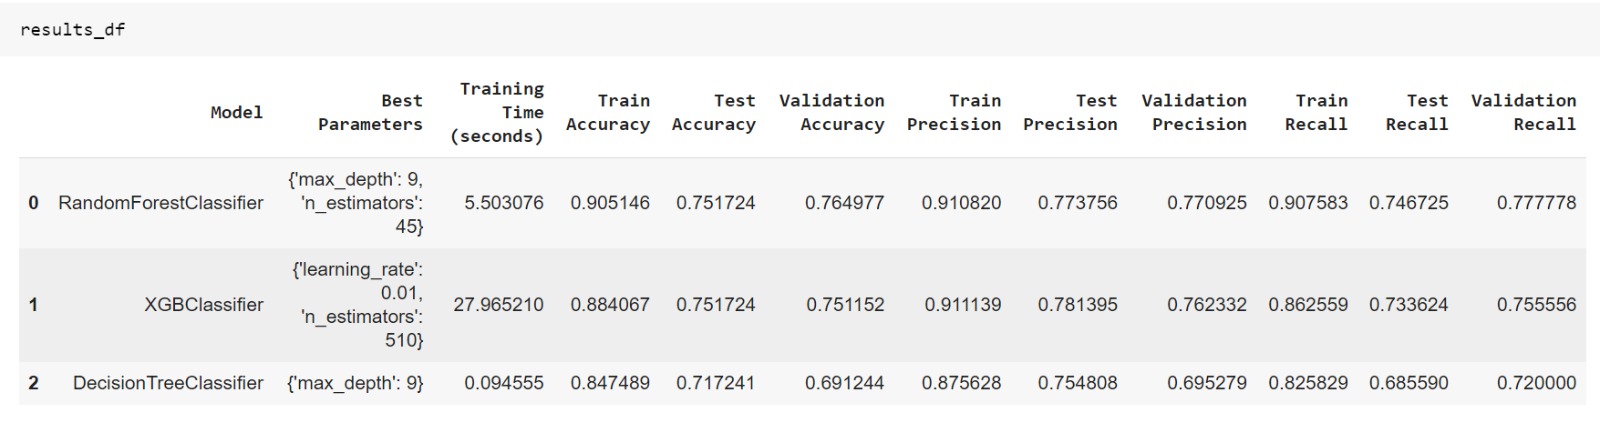 results_df
Model Best Parameters Training Time (seconds) Train Accuracy Test Accuracy Validation Accuracy Train Precision Test Precision Validation Precision Train Recall Test Recall Validation Recall
0 RandomForestClassifier {'max_depth': 9, 'n_estimators': 45} 5.503076 0.905146 0.751724 0.764977 0.910820 0.773756 0.770925 0.907583 0.746725 0.777778
1 XGBClassifier {'learning_rate': 0.01, 'n_estimators': 510} 27.965210 0.884067 0.751724 0.751152 0.911139 0.781395 0.762332 0.862559 0.733624 0.755556
2 DecisionTreeClassifier {'max_depth': 9} 0.094555 0.847489 0.717241 0.691244 0.875628 0.754808 0.695279 0.825829 0.685590 0.720000